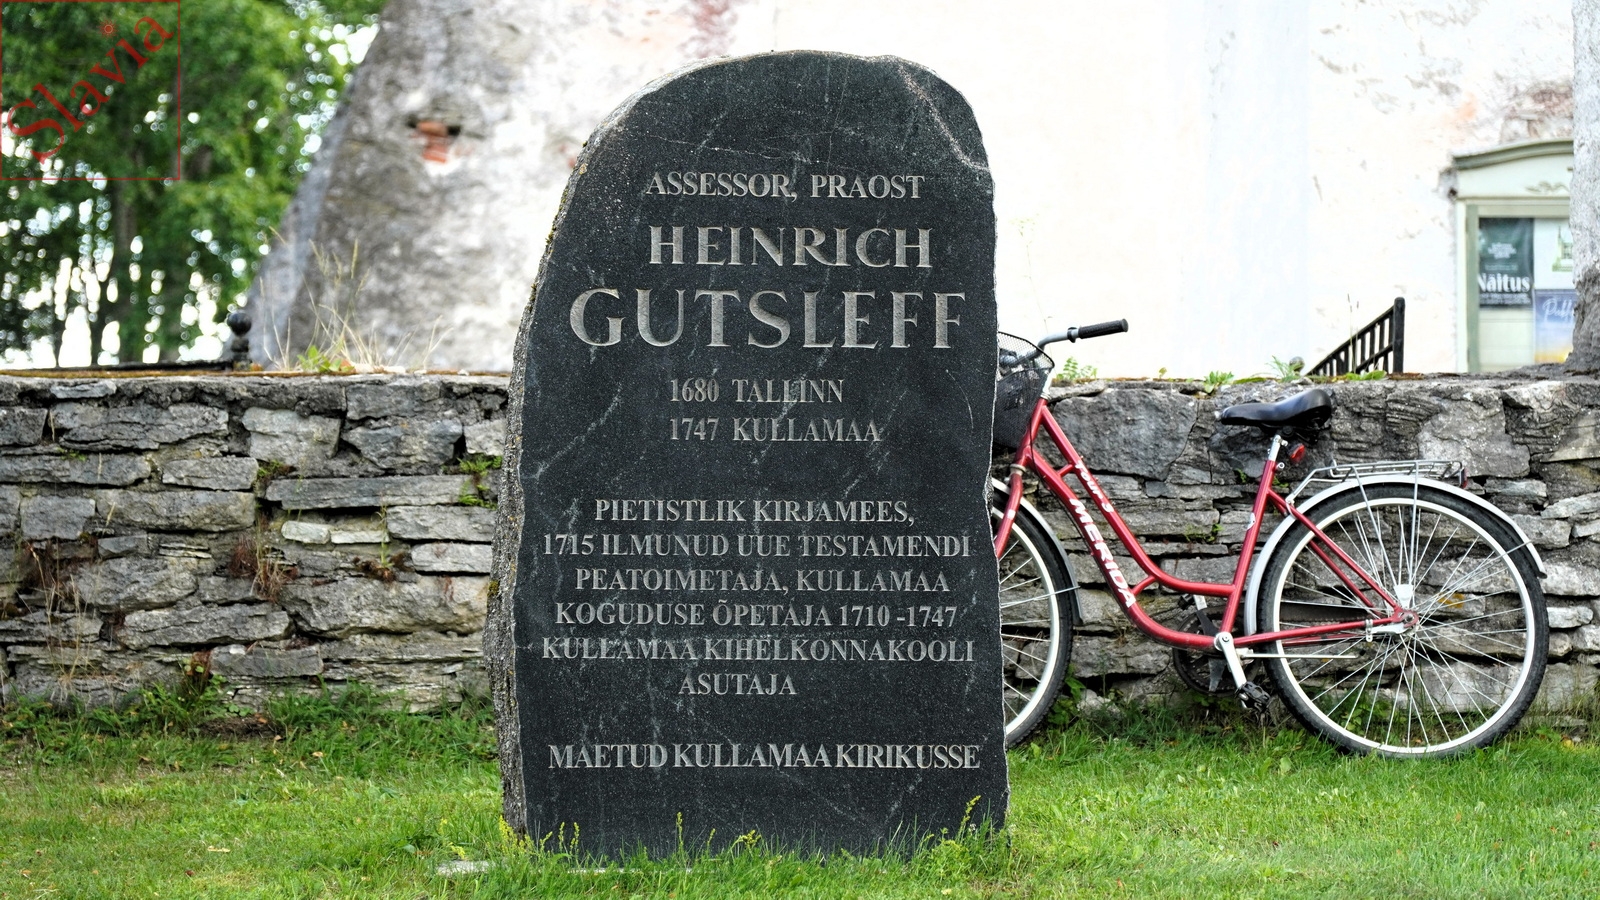 Slavia
ASSESSOR, PRAOST
HEINRICH
GUTSLEFF
1680 TALLINN
1747 KULLAMAA
PIETISTLIK KIRJAMEES,
1715 ILMUNUD UUE TESTAMENDI
PEATOIMETAJA, KULLAMAA
KOGUDUSE ÕPETAJA 1710 -1747
KULLAMAA KIHELKONNAKOOLI
ASUTAJA
MAETUD KULLAMAA KIRIKUSSE
TOURS
MERIDA
Näitus